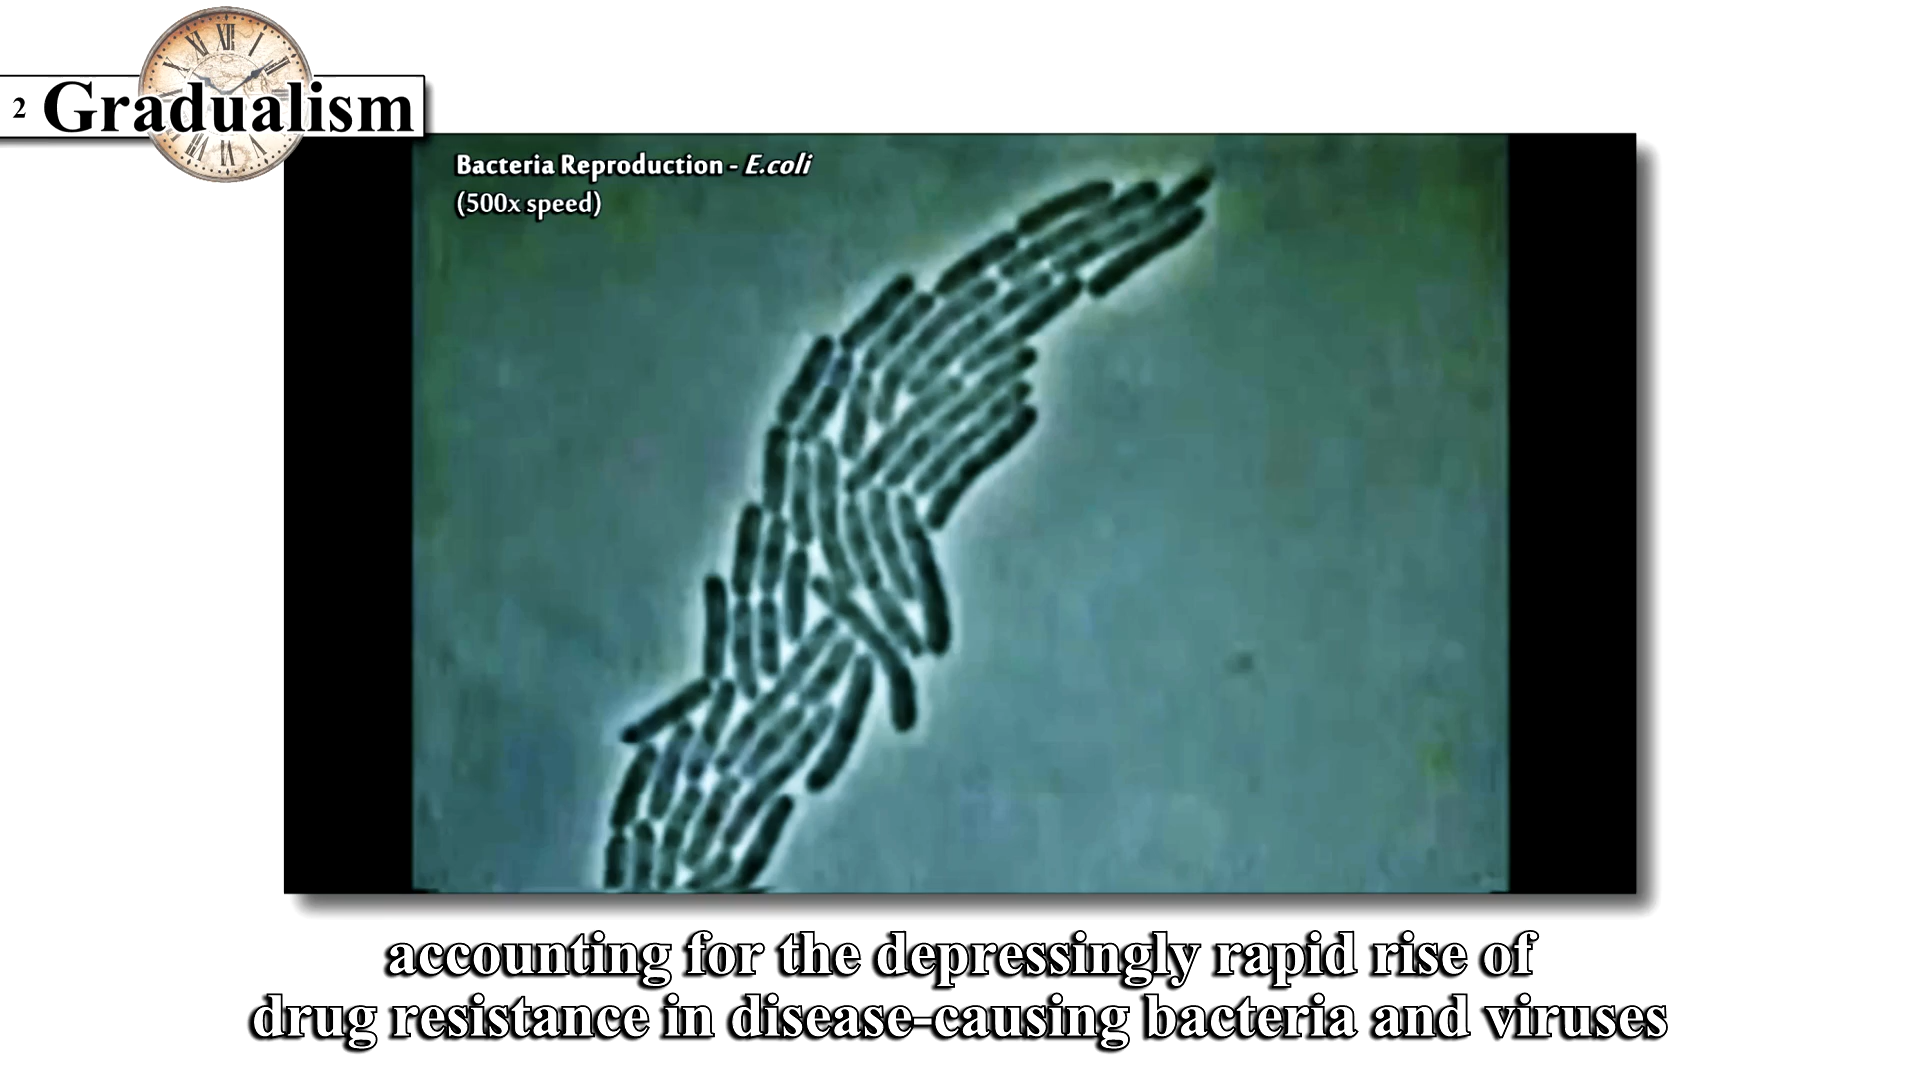 2 Gradualism
Bacteria Reproduction - E.coli
(500x speed)
accounting for the depressingly rapid rise of
drug resistance in disease-causing bacteria and viruses